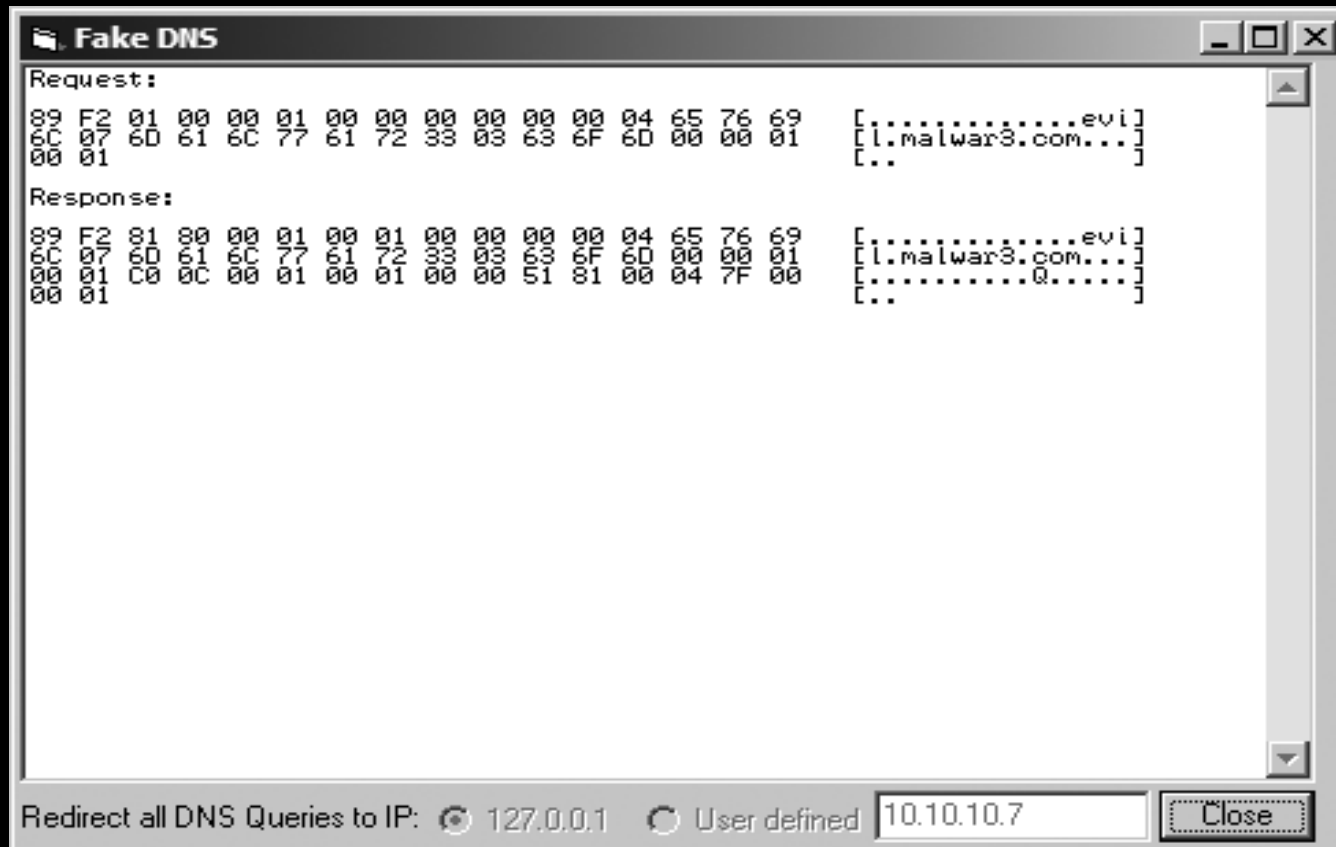 Fake DNS
Request:
89 F2 01 00 00 01 00 00 00 00 00 00 04 65 76 69 [.............evi]
6C 07 6D 61 6C 77 61 72 33 03 63 6F 6D 00 00 01 [l.malwar3.com...]
00 01 [.. ]
Response:
89 F2 81 80 00 01 00 01 00 00 00 00 04 65 76 69 [.............evi]
6C 07 6D 61 6C 77 61 72 33 03 63 6F 6D 00 00 01 [l.malwar3.com...]
00 01 C0 0C 00 01 00 01 00 00 51 81 00 04 7F 00 [..........Q.....]
00 01 [.. ]
Redirect all DNS Queries to IP: 127.0.0.1 User defined 10.10.10.7 Close